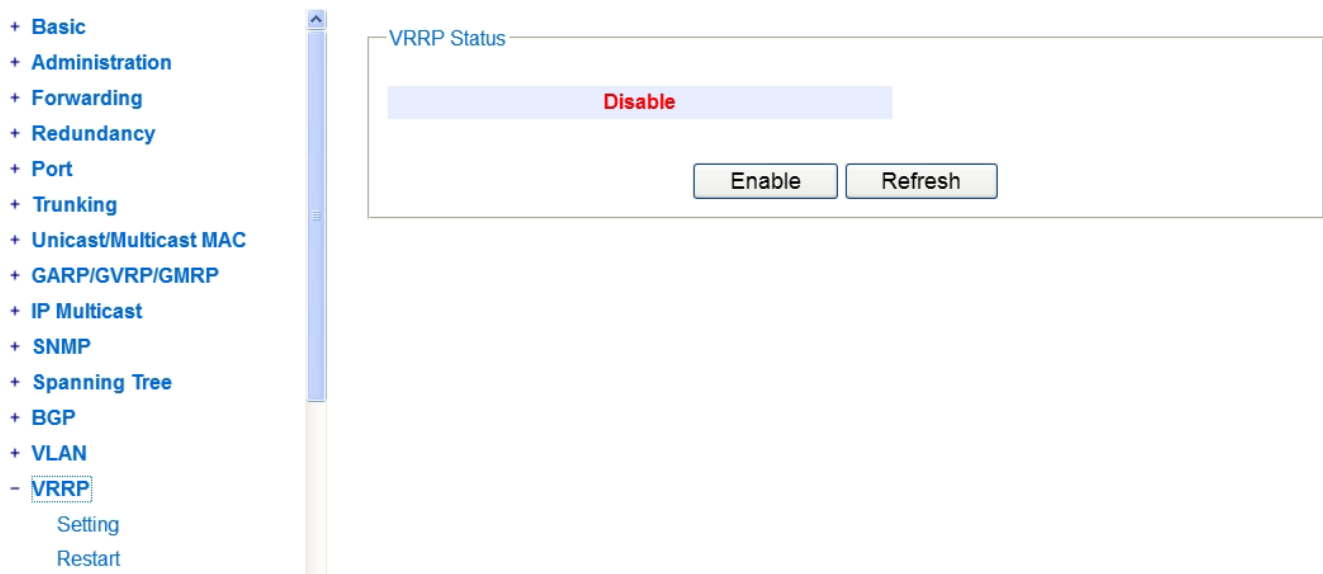 + Basic
+ Administration
+ Forwarding
+ Redundancy
+ Port
+ Trunking
+ Unicast/Multicast MAC
+ GARP/GVRP/GMRP
+ IP Multicast
+ SNMP
+ Spanning Tree
+ BGP
+ VLAN
- VRRP
Setting
Restart
VRRP Status
Disable
Enable Refresh